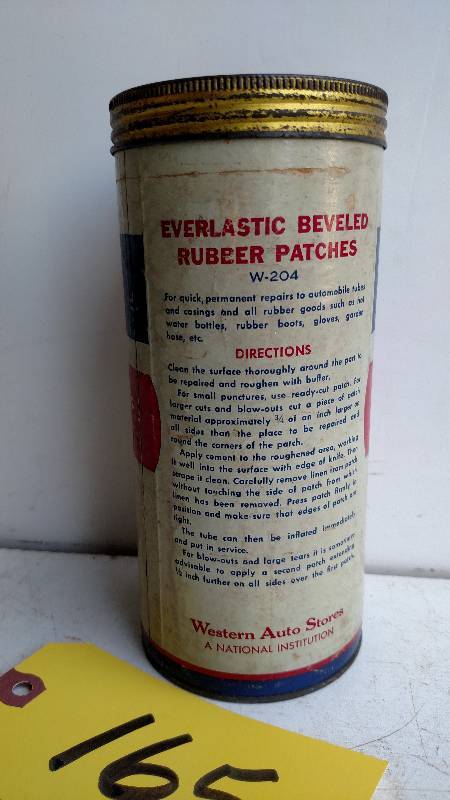 EVERLASTIC BEVELED
RUBBER PATCHES
W-204
For quick, permanent repairs to automobile tubes
and casings and all rubber goods such as hot
water bottles, rubber boots, gloves, garden
hose, etc.
DIRECTIONS
Clean the surface thoroughly around the part to
be repaired and roughen with buffer.
For small punctures, use ready-cut patch. For
larger cuts and blow-outs cut a piece of patch
material approximately 3/4 of an inch larger on
all sides than the place to be repaired and
round the corners of the patch.
Apply cement to the roughened area, working
it well into the surface with edge of knife. Then
scrape it clean. Carefully remove linen from patch
without touching the side of patch from which
linen has been removed. Press patch firmly in
position and make sure that edges of patch are
tight.
The tube can then be inflated immediately
and put in service.
For blow-outs and large tears it is sometimes
advisable to apply a second patch extending
1/2 inch further on all sides over the first patch.
Western Auto Stores
A NATIONAL INSTITUTION
165